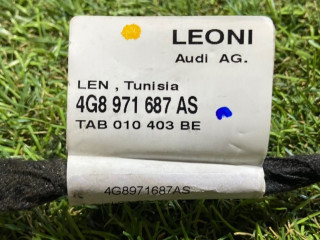 LEONI
Audi AG.
LEN , Tunisia
4G8 971 687 AS
TAB 010 403 BE
4G8971687AS